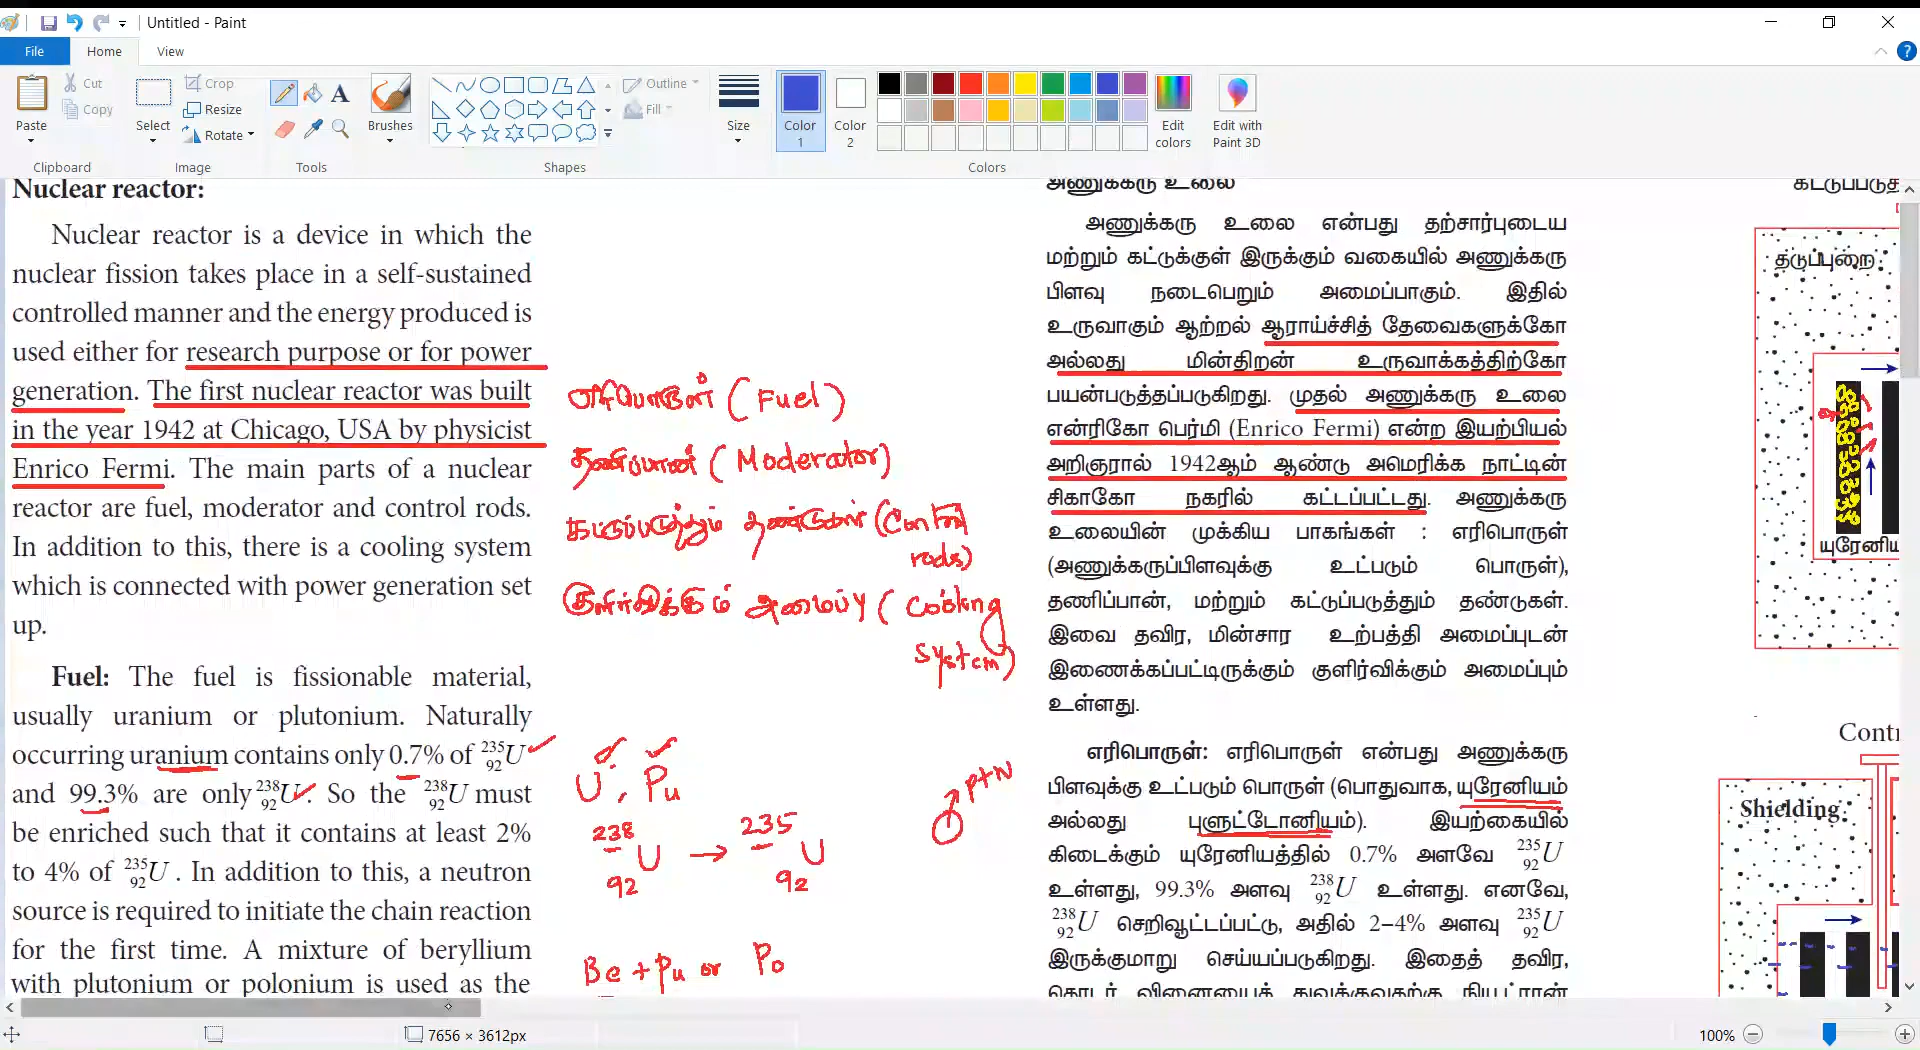 Untitled - Paint
File
Home
View
Paste
Cut
Copy
Clipboard
Select
Crop
Resize
Rotate
Image
Tools
Brushes
Shapes
Outline
Fill
Size
Color 1
Color 2
Colors
Edit colors
Edit with Paint 3D
Nuclear reactor:
Nuclear reactor is a device in which the
nuclear fission takes place in a self-sustained
controlled manner and the energy produced is
used either for research purpose or for power
generation. The first nuclear reactor was built
in the year 1942 at Chicago, USA by physicist
Enrico Fermi. The main parts of a nuclear
reactor are fuel, moderator and control rods.
In addition to this, there is a cooling system
which is connected with power generation set
up.
Fuel: The fuel is fissionable material,
usually uranium or plutonium. Naturally
occurring uranium contains only 0.7% of ²³⁵₉₂U
and 99.3% are only ²³⁸₉₂U. So the ²³⁸₉₂U must
be enriched such that it contains at least 2%
to 4% of ²³⁵₉₂U. In addition to this, a neutron
source is required to initiate the chain reaction
for the first time. A mixture of beryllium
with plutonium or polonium is used as the
எரிபொருள் (Fuel)
தணிப்பான் (Moderator)
கட்டுப்படுத்தும் தண்டுகள் (Control
rods)
குளிர்விக்கும் அமைப்பு (Cooling
System)
U, Pu
²³⁸₉₂U → ²³⁵₉₂U
P+N
Be + Pu or Po
அணுக்கரு உலை
அணுக்கரு உலை என்பது தற்சார்புடைய
மற்றும் கட்டுக்குள் இருக்கும் வகையில் அணுக்கரு
பிளவு நடைபெறும் அமைப்பாகும். இதில்
உருவாகும் ஆற்றல் ஆராய்ச்சித் தேவைகளுக்கோ
அல்லது மின்திறன் உருவாக்கத்திற்கோ
பயன்படுத்தப்படுகிறது. முதல் அணுக்கரு உலை
என்ரிகோ பெர்மி (Enrico Fermi) என்ற இயற்பியல்
அறிஞரால் 1942ஆம் ஆண்டு அமெரிக்க நாட்டின்
சிகாகோ நகரில் கட்டப்பட்டது. அணுக்கரு
உலையின் முக்கிய பாகங்கள் : எரிபொருள்
(அணுக்கருப்பிளவுக்கு உட்படும் பொருள்),
தணிப்பான், மற்றும் கட்டுப்படுத்தும் தண்டுகள்.
இவை தவிர, மின்சார உற்பத்தி அமைப்புடன்
இணைக்கப்பட்டிருக்கும் குளிர்விக்கும் அமைப்பும்
உள்ளது.
எரிபொருள்: எரிபொருள் என்பது அணுக்கரு
பிளவுக்கு உட்படும் பொருள் (பொதுவாக, யுரேனியம்
அல்லது புளுட்டோனியம்). இயற்கையில்
கிடைக்கும் யுரேனியத்தில் 0.7% அளவே ²³⁵₉₂U
உள்ளது, 99.3% அளவு ²³⁸₉₂U உள்ளது. எனவே,
²³⁸₉₂U செறிவூட்டப்பட்டு, அதில் 2–4% அளவு ²³⁵₉₂U
இருக்குமாறு செய்யப்படுகிறது. இதைத் தவிர,
தொடர் வினையைத் துவக்குவதற்கு நியூட்ரான்
தடுப்புறை
Shielding
7656 × 3612px
100%